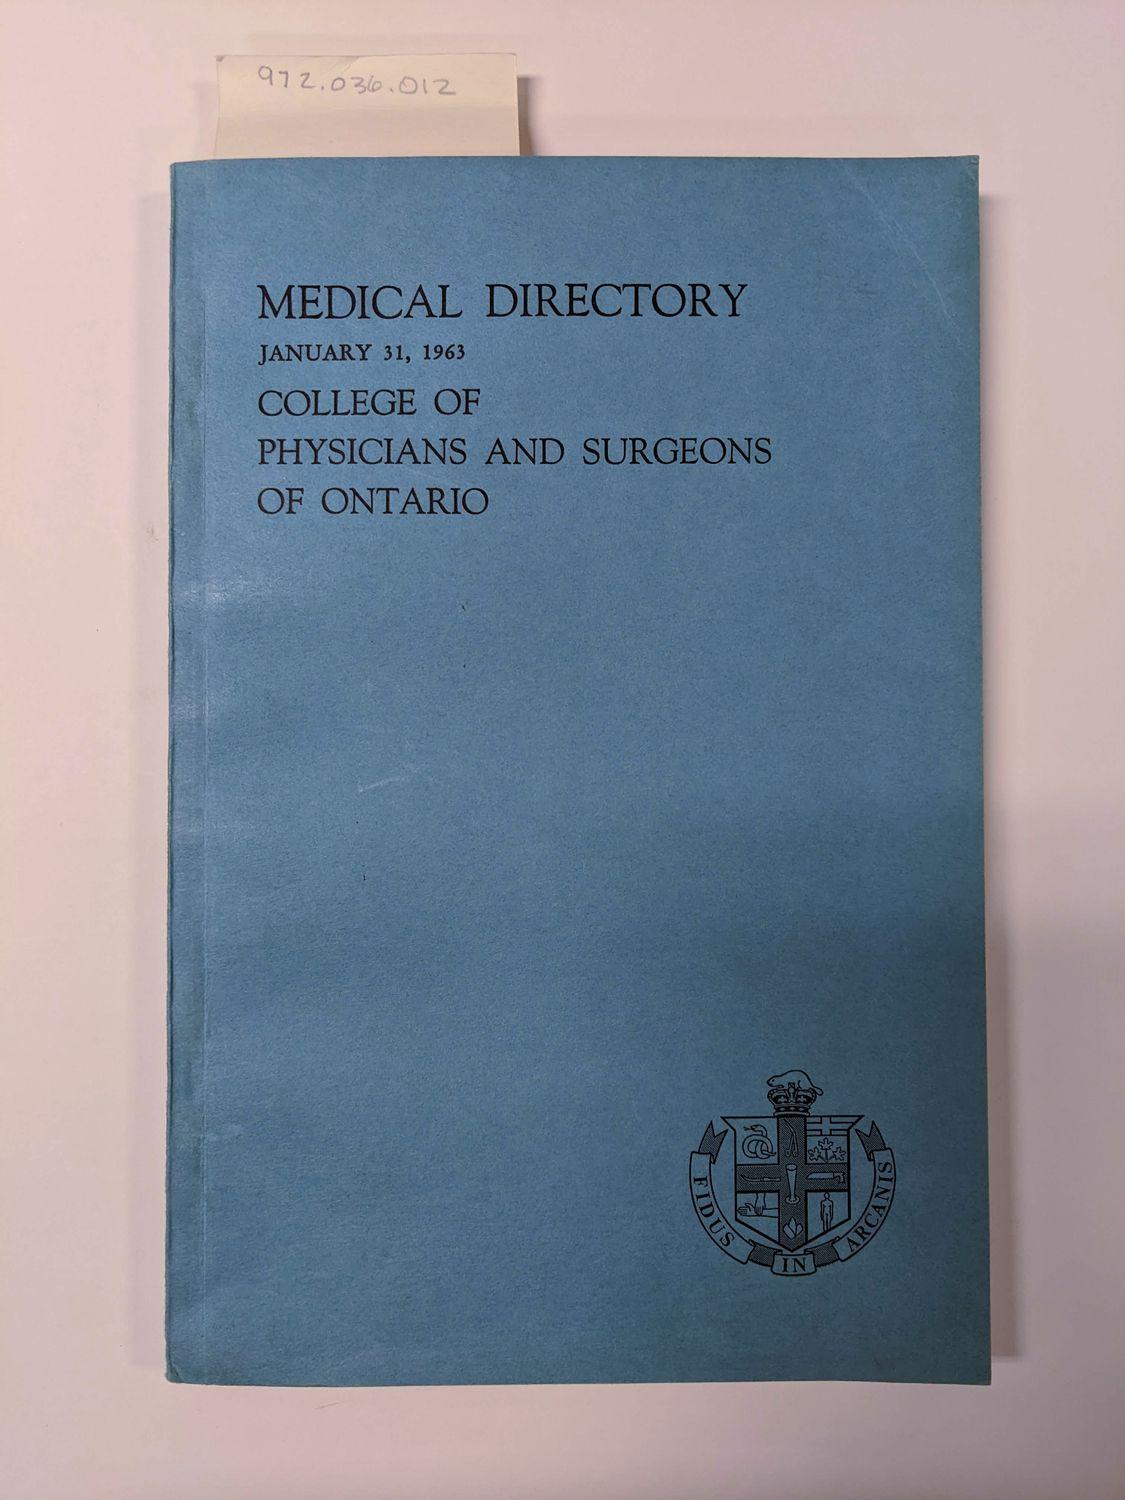 972.036.012
MEDICAL DIRECTORY
JANUARY 31, 1963
COLLEGE OF
PHYSICIANS AND SURGEONS
OF ONTARIO
FIDUS IN ARCANIS